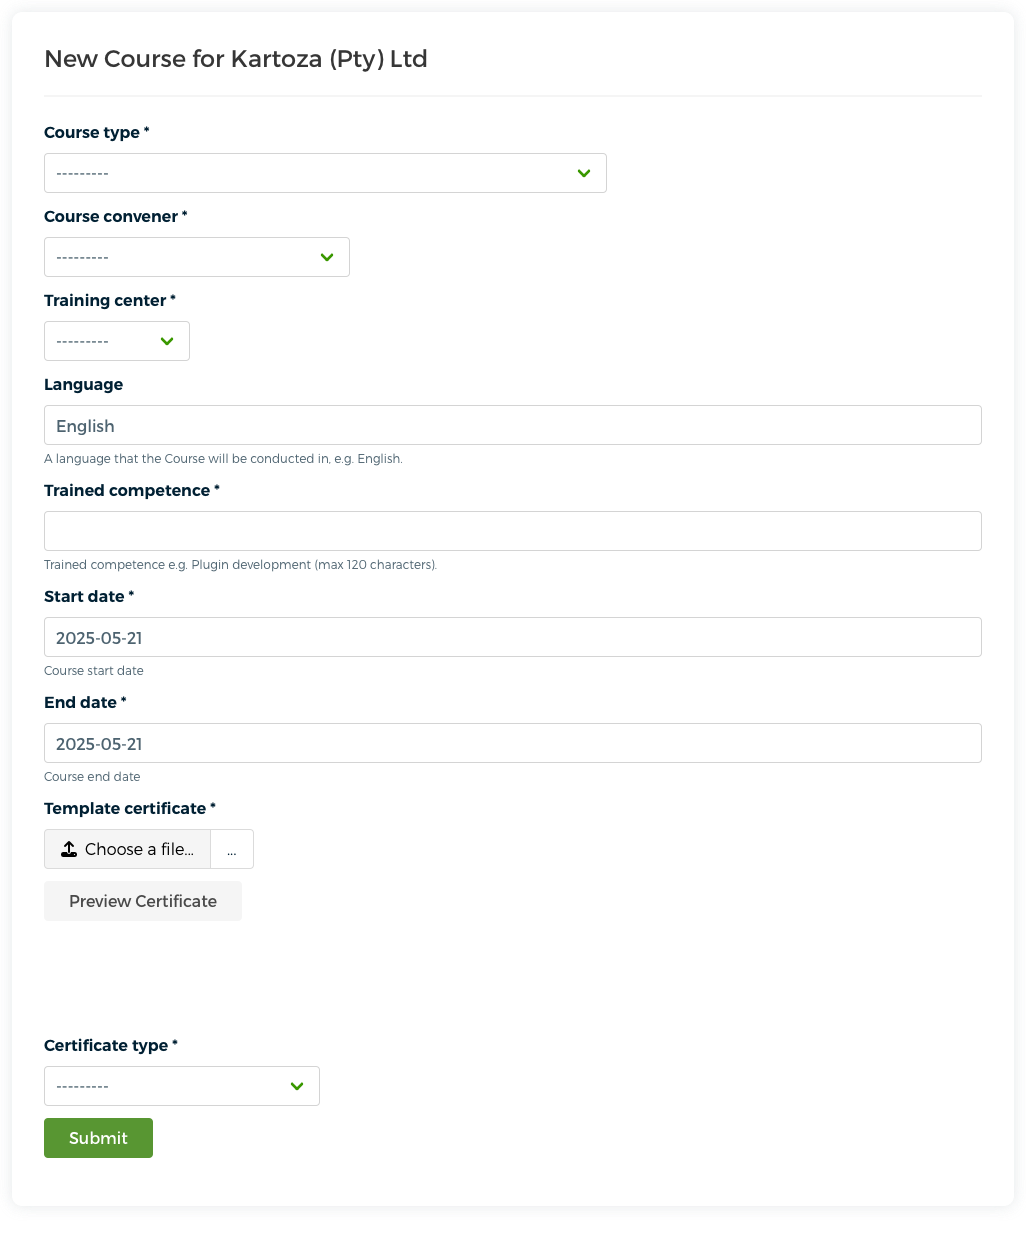 New Course for Kartoza (Pty) Ltd
Course type *
---------
Course convener *
---------
Training center *
---------
Language
English
A language that the Course will be conducted in, e.g. English.
Trained competence *
Trained competence e.g. Plugin development (max 120 characters).
Start date *
2025-05-21
Course start date
End date *
2025-05-21
Course end date
Template certificate *
Choose a file... ...
Preview Certificate
Certificate type *
---------
Submit